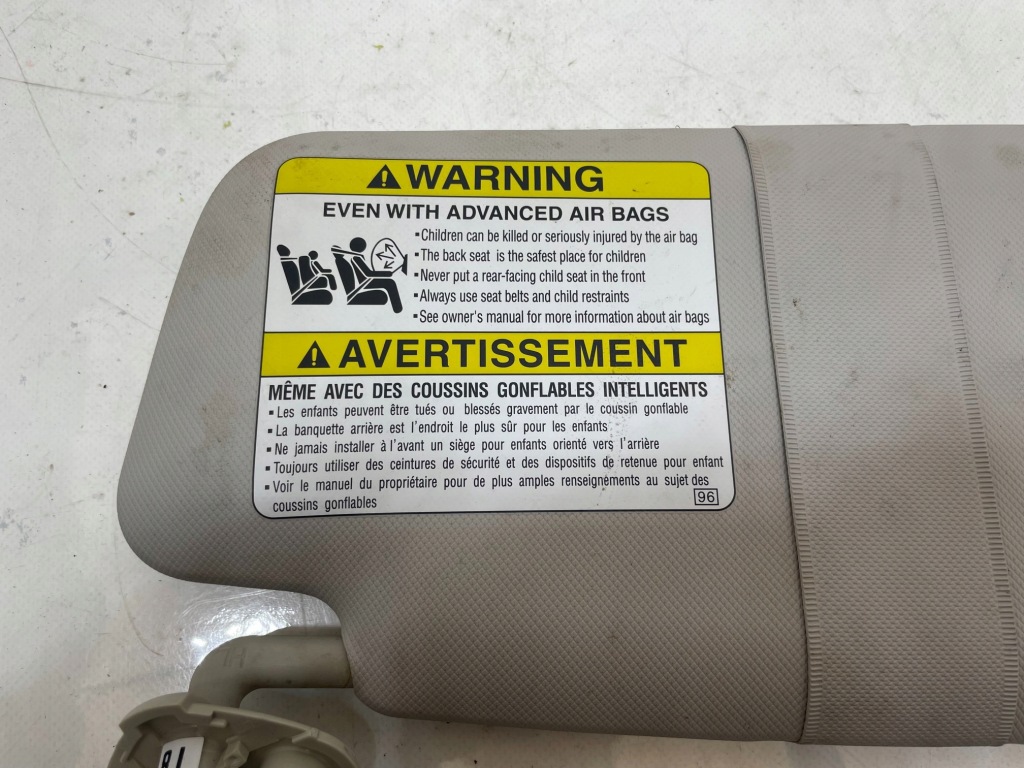 WARNING
EVEN WITH ADVANCED AIR BAGS
▪Children can be killed or seriously injured by the air bag
▪The back seat is the safest place for children
▪Never put a rear-facing child seat in the front
▪Always use seat belts and child restraints
▪See owner's manual for more information about air bags
AVERTISSEMENT
MÊME AVEC DES COUSSINS GONFLABLES INTELLIGENTS
▪ Les enfants peuvent être tués ou blessés gravement par le coussin gonflable
▪ La banquette arrière est l'endroit le plus sûr pour les enfants
▪ Ne jamais installer à l'avant un siège pour enfants orienté vers l'arrière
▪ Toujours utiliser des ceintures de sécurité et des dispositifs de retenue pour enfant
▪ Voir le manuel du propriétaire pour de plus amples renseignements au sujet des
coussins gonflables
96